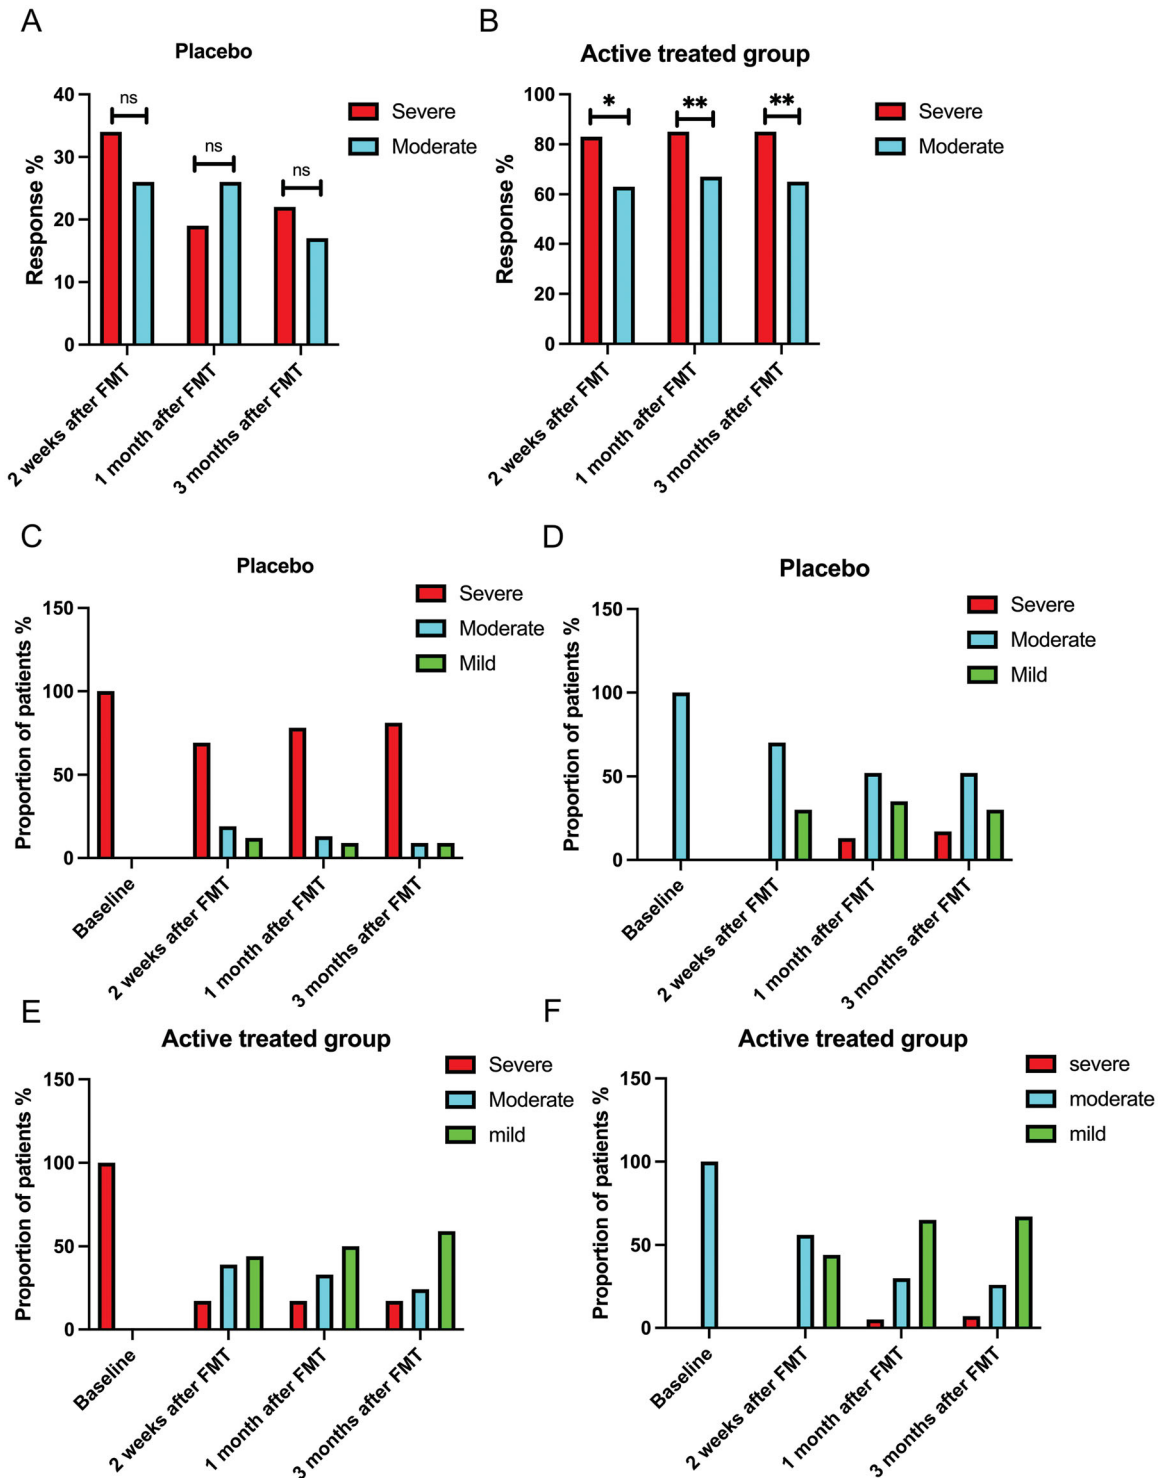 A
Placebo
Response %
40
30
20
10
0
ns
ns
ns
Severe
Moderate
2 weeks after FMT
1 month after FMT
3 months after FMT
B
Active treated group
Response %
100
80
60
40
20
0
*
**
**
Severe
Moderate
2 weeks after FMT
1 month after FMT
3 months after FMT
C
Placebo
Proportion of patients %
150
100
50
0
Severe
Moderate
Mild
Baseline
2 weeks after FMT
1 month after FMT
3 months after FMT
D
Placebo
Proportion of patients %
150
100
50
0
Severe
Moderate
Mild
Baseline
2 weeks after FMT
1 month after FMT
3 months after FMT
E
Active treated group
Proportion of patients %
150
100
50
0
Severe
Moderate
mild
Baseline
2 weeks after FMT
1 month after FMT
3 months after FMT
F
Active treated group
Proportion of patients %
150
100
50
0
severe
moderate
mild
Baseline
2 weeks after FMT
1 month after FMT
3 months after FMT